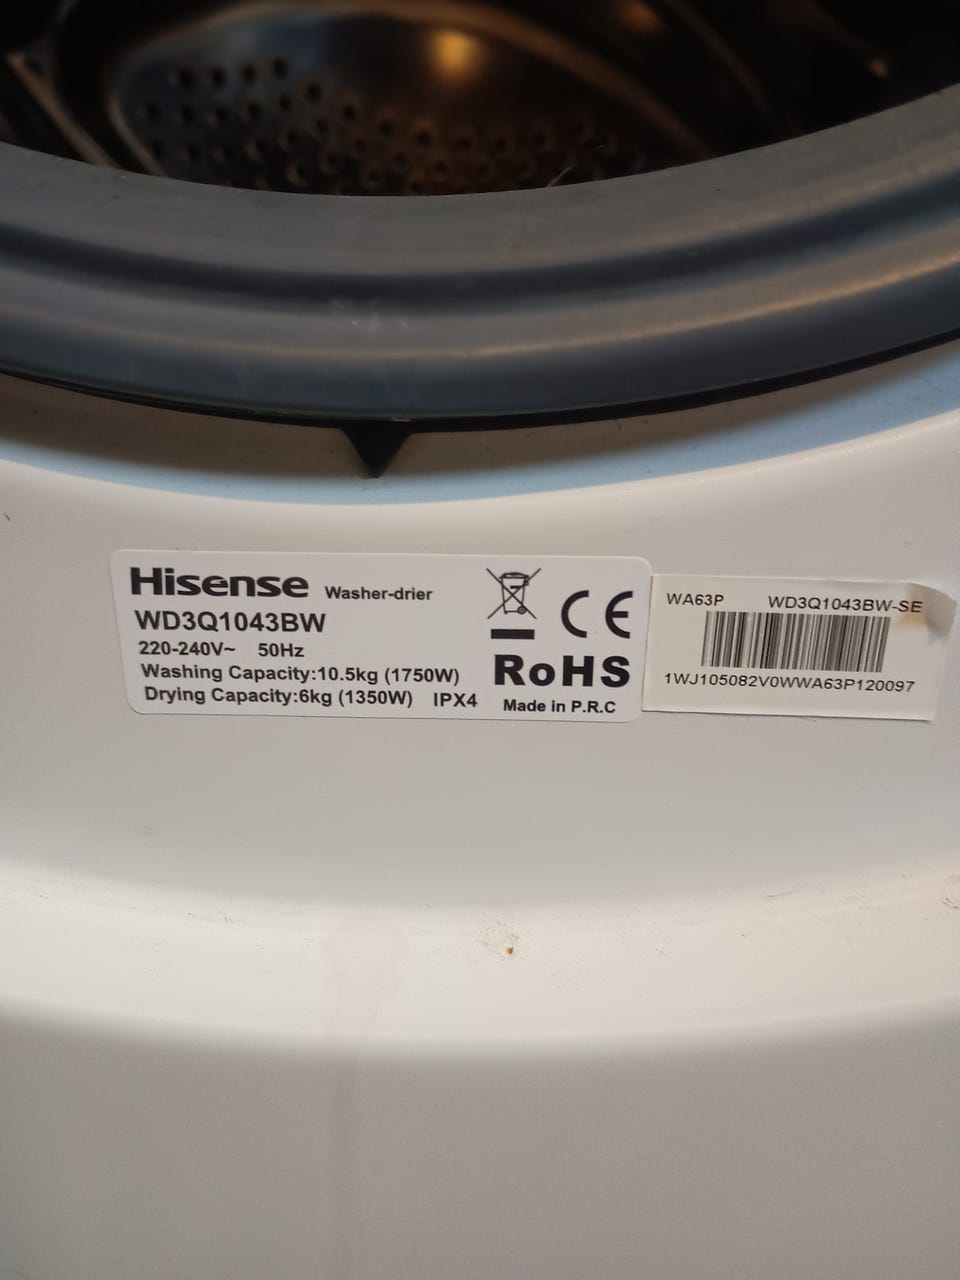 Hisense Washer-drier
WD3Q1043BW
220-240V~ 50Hz
Washing Capacity:10.5kg (1750W)
Drying Capacity:6kg (1350W) IPX4
CE
RoHS
Made in P.R.C
WA63P WD3Q1043BW-SE
1WJ105082V0WWA63P120097